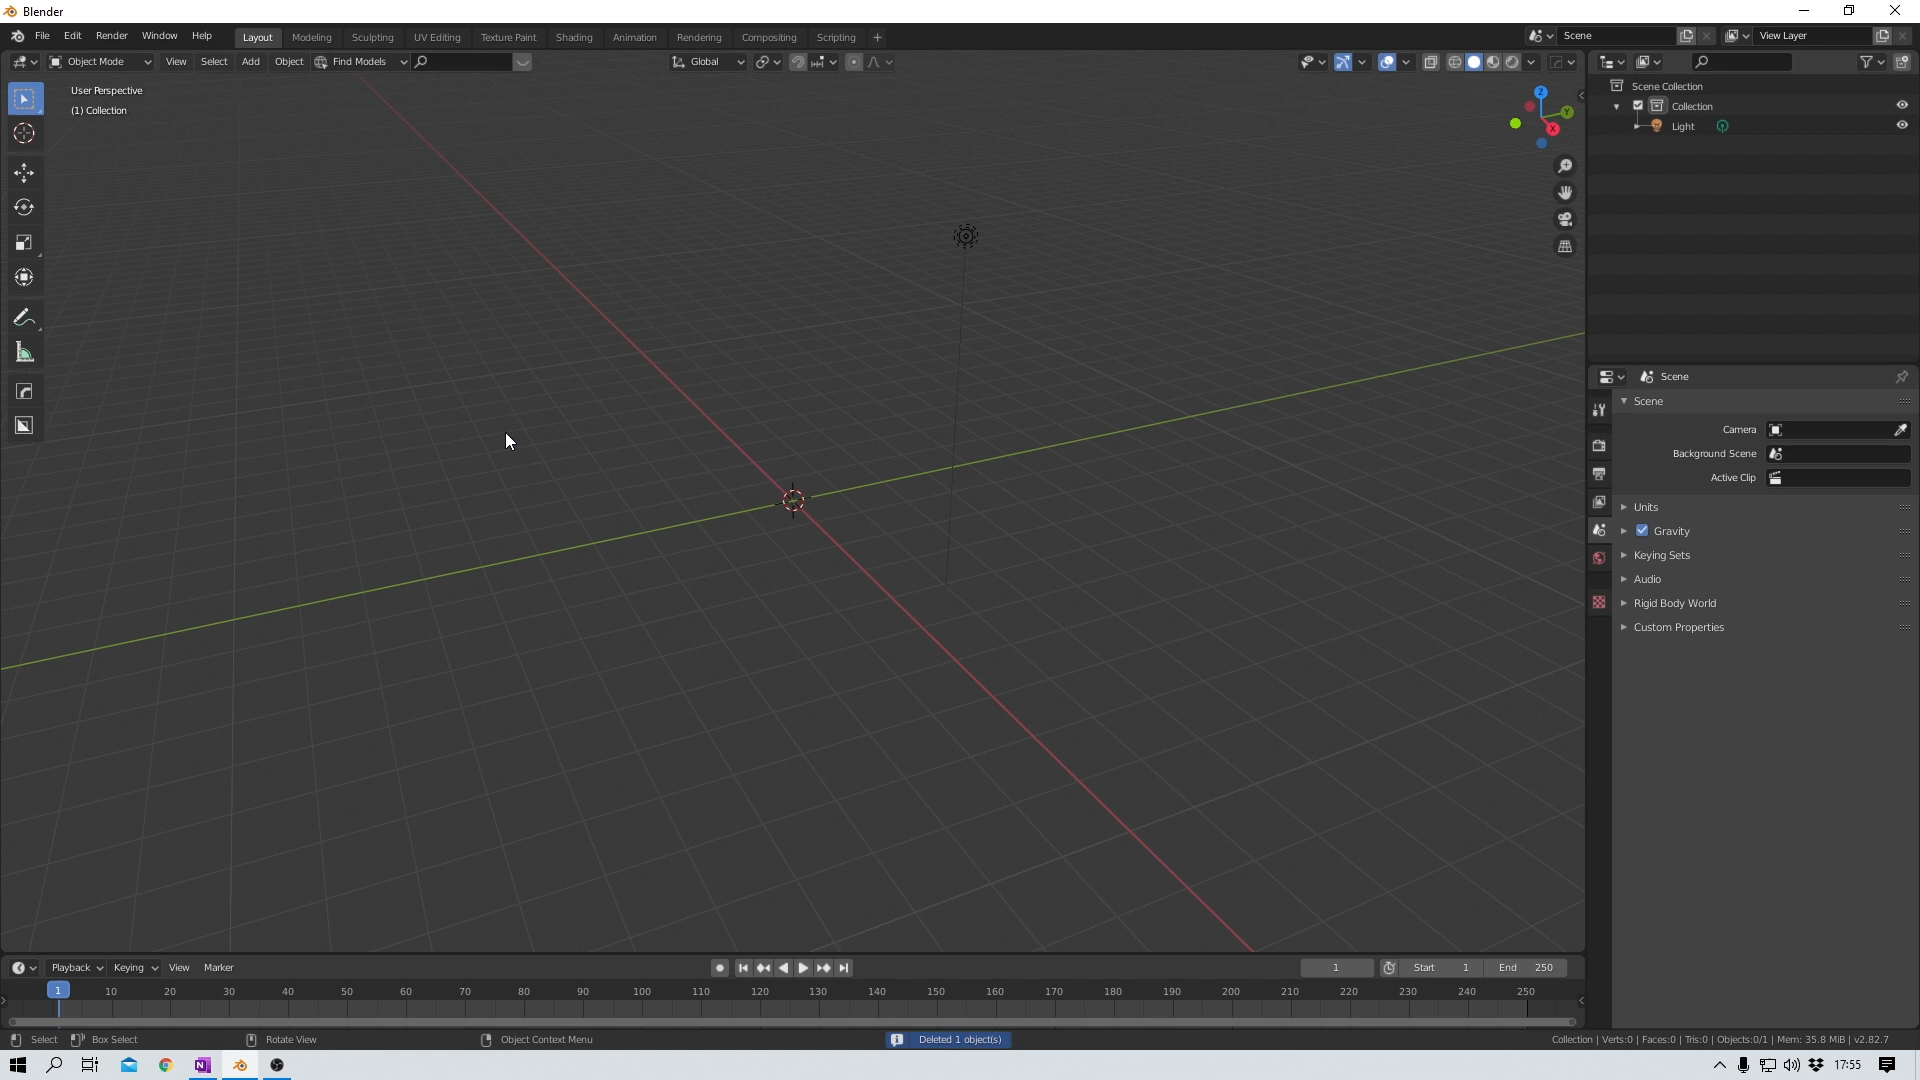 Blender
File Edit Render Window Help Layout Modeling Sculpting UV Editing Texture Paint Shading Animation Rendering Compositing Scripting + Scene View Layer
Object Mode View Select Add Object Find Models Global
User Perspective
(1) Collection
Z
Y
X
Scene Collection
Collection
Light
Scene
Scene
Camera
Background Scene
Active Clip
Units
Gravity
Keying Sets
Audio
Rigid Body World
Custom Properties
Playback Keying View Marker 1 Start 1 End 250
1 10 20 30 40 50 60 70 80 90 100 110 120 130 140 150 160 170 180 190 200 210 220 230 240 250
Select Box Select Rotate View Object Context Menu Deleted 1 object(s) Collection | Verts:0 | Faces:0 | Tris:0 | Objects:0/1 | Mem: 35.8 MiB | v2.82.7
17:55